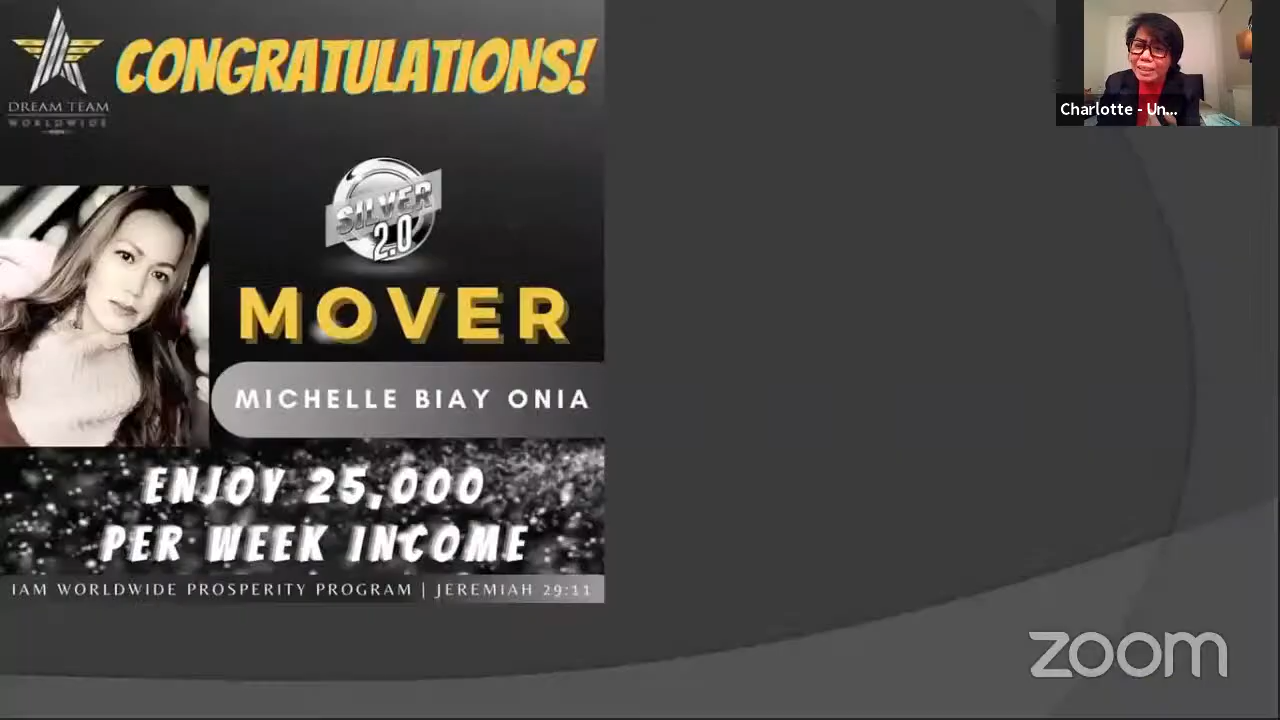 CONGRATULATIONS!
DREAM TEAM
WORLDWIDE
SILVER
2.0
MOVER
MICHELLE BIAY ONIA
ENJOY 25,000
PER WEEK INCOME
IAM WORLDWIDE PROSPERITY PROGRAM | JEREMIAH 29:11
Charlotte - Un...
zoom